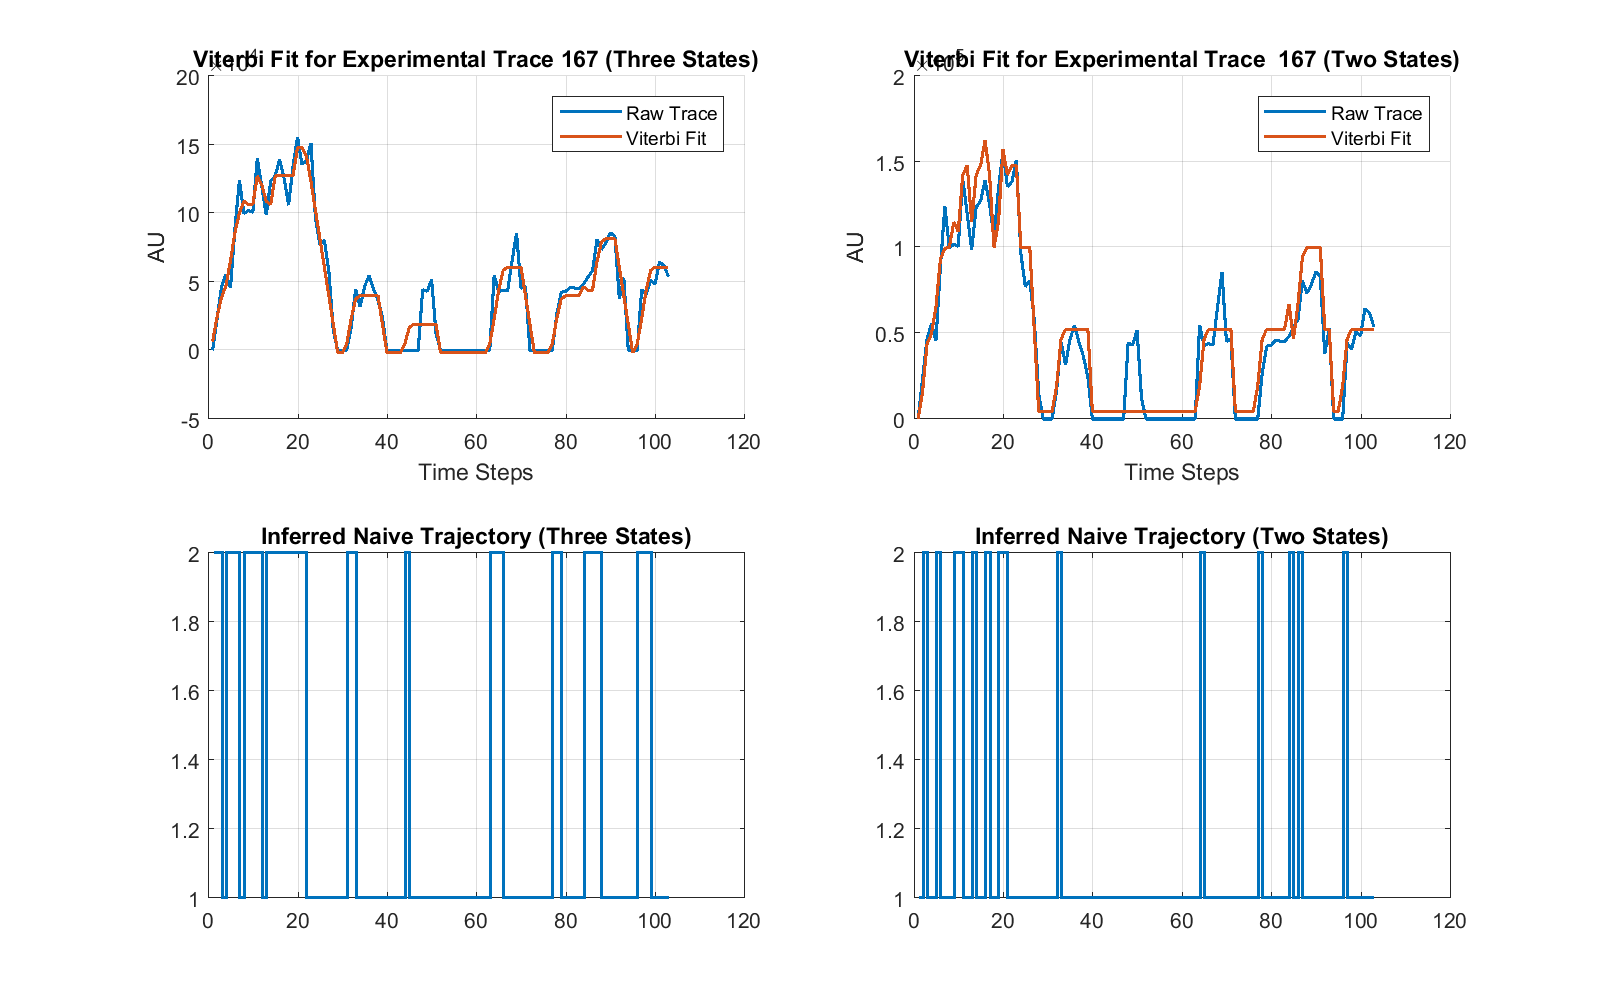 Viterbi Fit for Experimental Trace 167 (Three States)
×10^4
20
15
10
5
0
-5
AU
Raw Trace
Viterbi Fit
0 20 40 60 80 100 120
Time Steps
Viterbi Fit for Experimental Trace  167 (Two States)
×10^5
2
1.5
1
0.5
0
AU
Raw Trace
Viterbi Fit
0 20 40 60 80 100 120
Time Steps
Inferred Naive Trajectory (Three States)
2
1.8
1.6
1.4
1.2
1
0 20 40 60 80 100 120
Inferred Naive Trajectory (Two States)
2
1.8
1.6
1.4
1.2
1
0 20 40 60 80 100 120